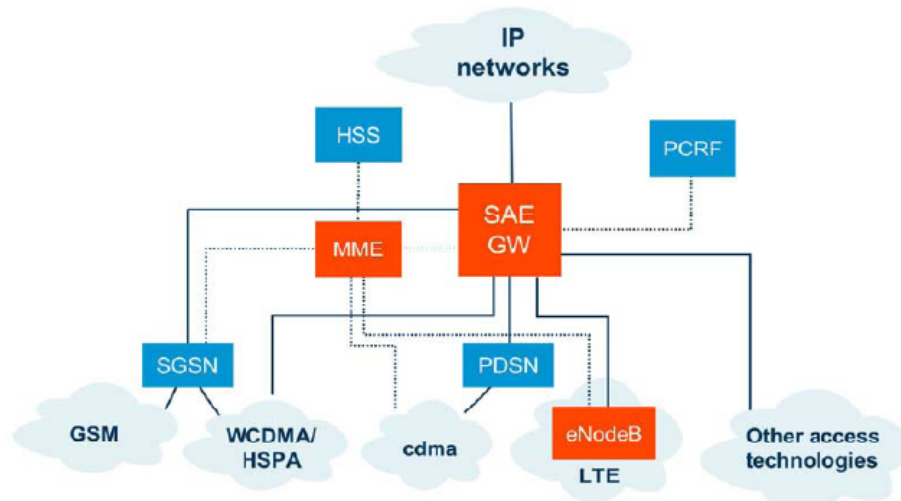 IP
networks
HSS
PCRF
SAE
GW
MME
SGSN
PDSN
GSM
WCDMA/
HSPA
cdma
eNodeB
LTE
Other access
technologies